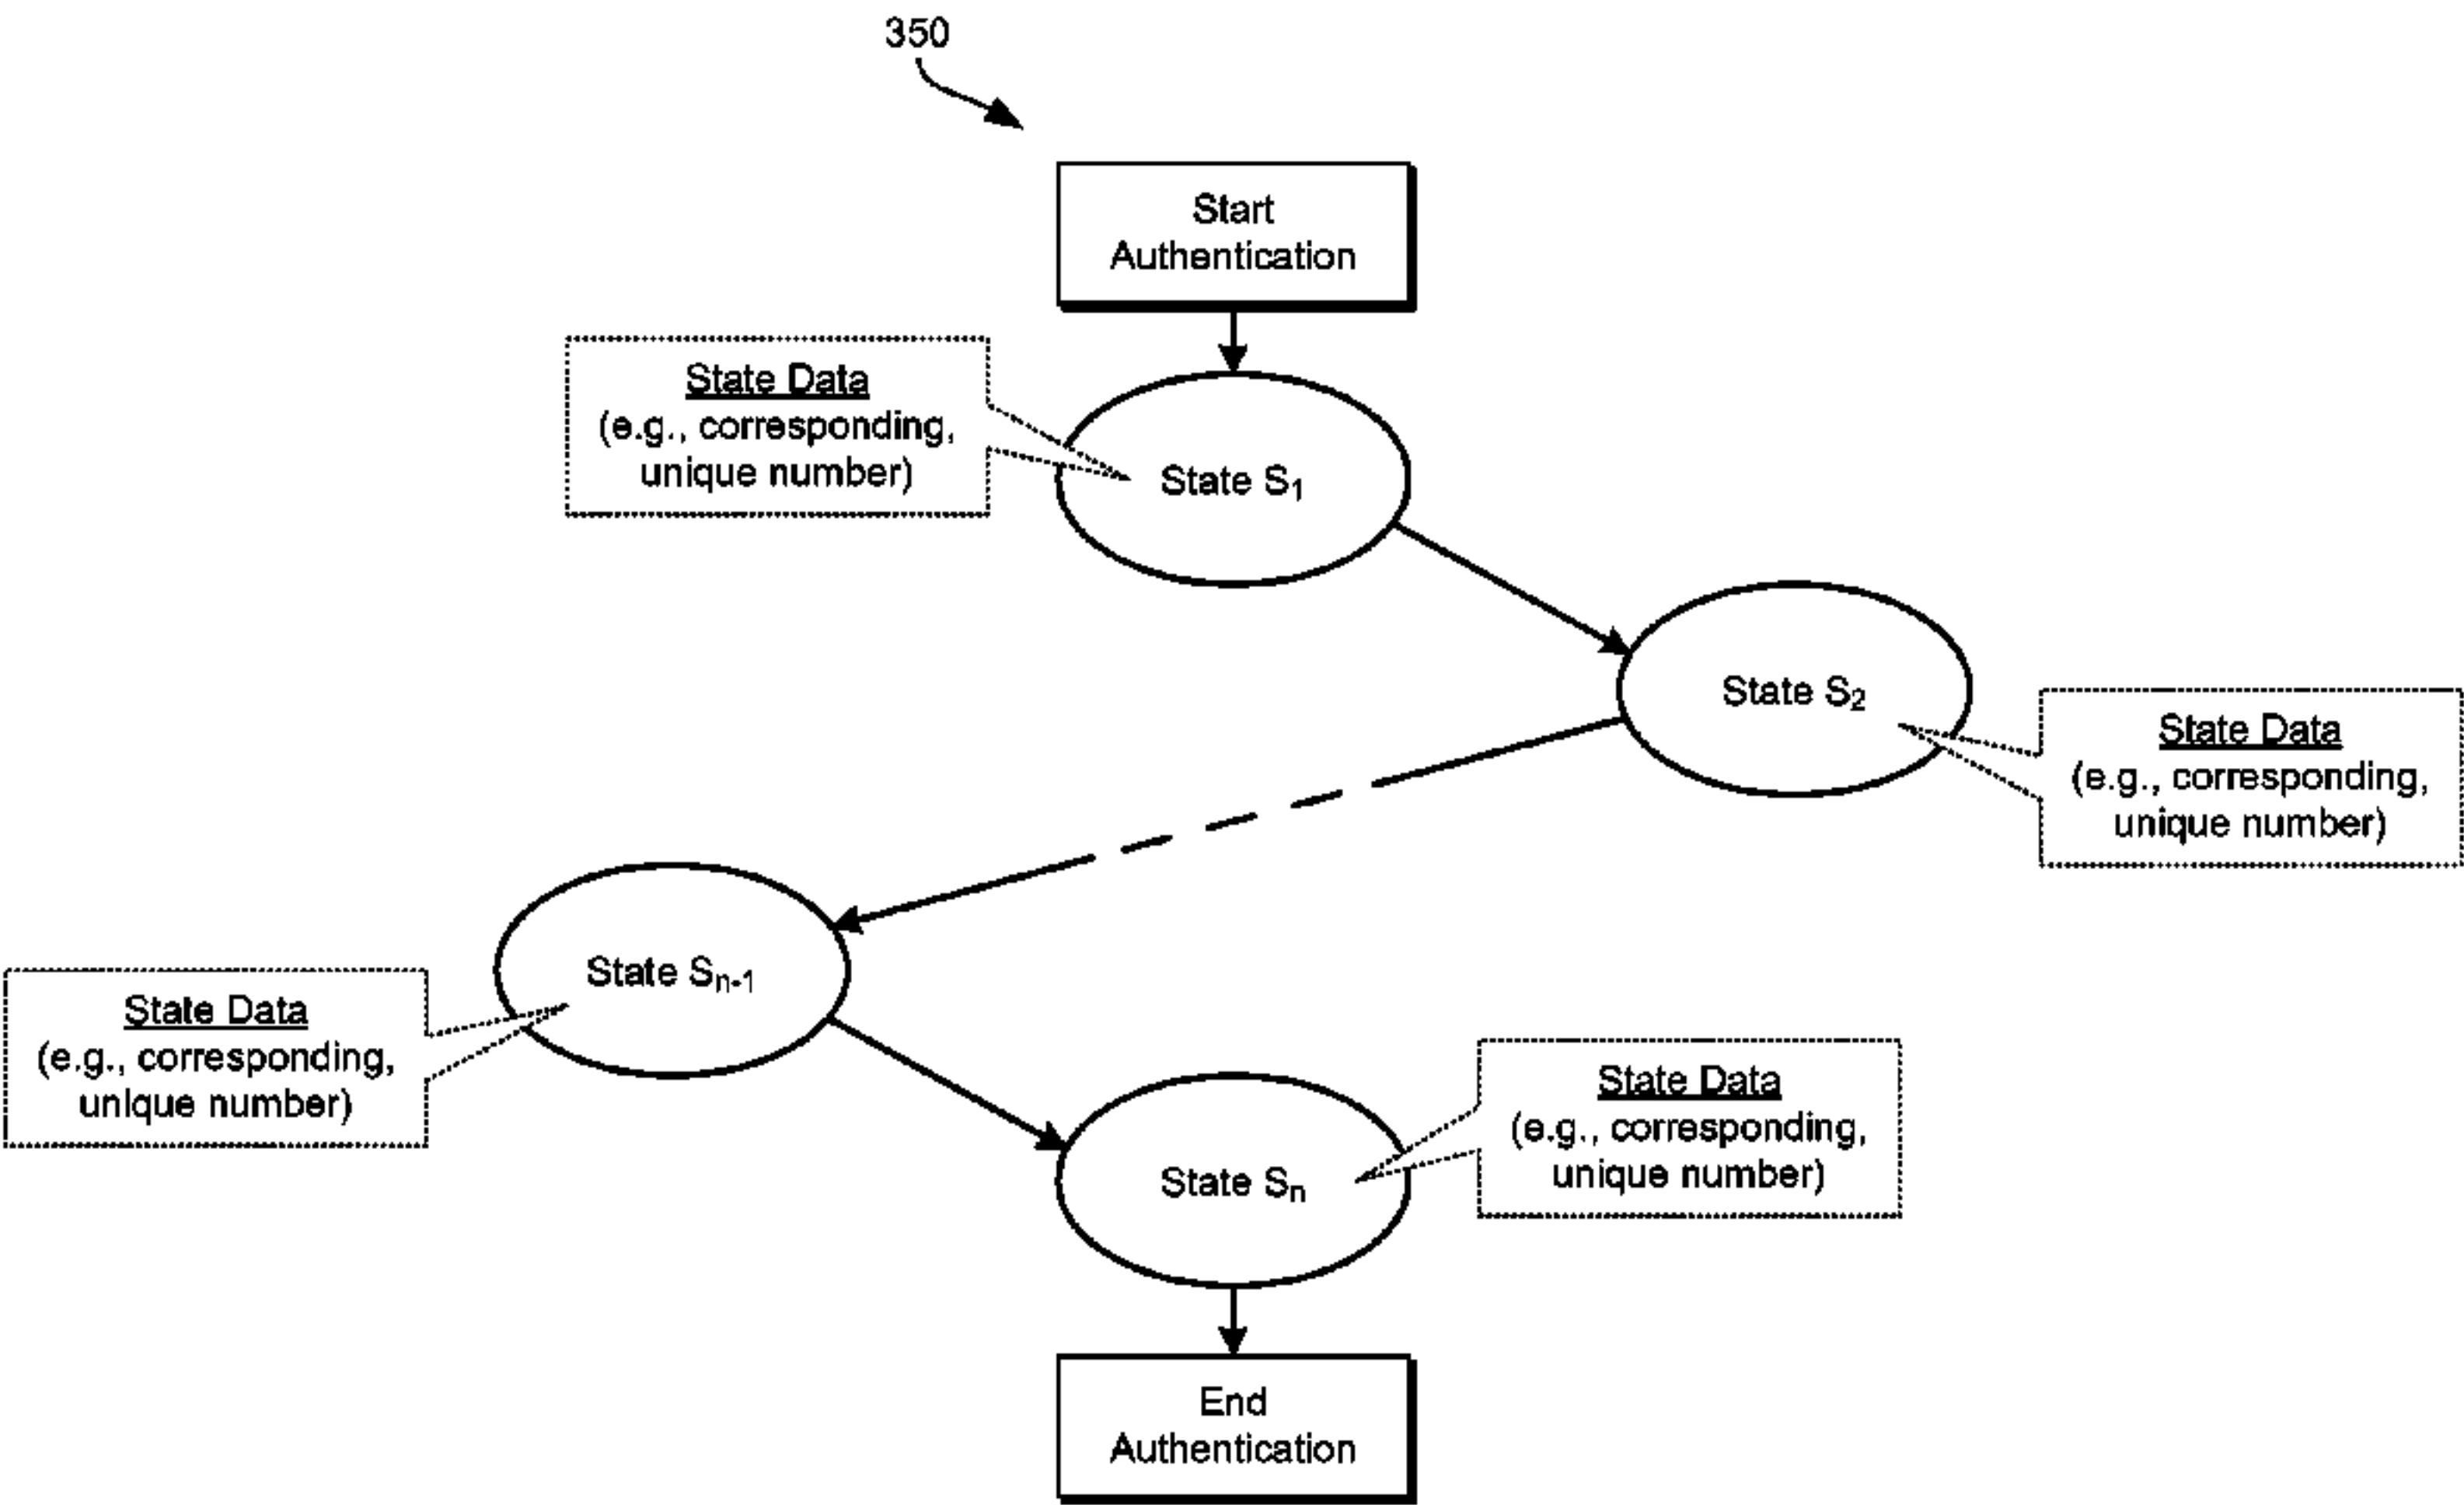 350
Start
Authentication
State Data
(e.g., corresponding,
unique number)
State S₁
State S₂
State Data
(e.g., corresponding,
unique number)
State Sₙ₋₁
State Data
(e.g., corresponding,
unique number)
State Data
(e.g., corresponding,
unique number)
State Sₙ
End
Authentication